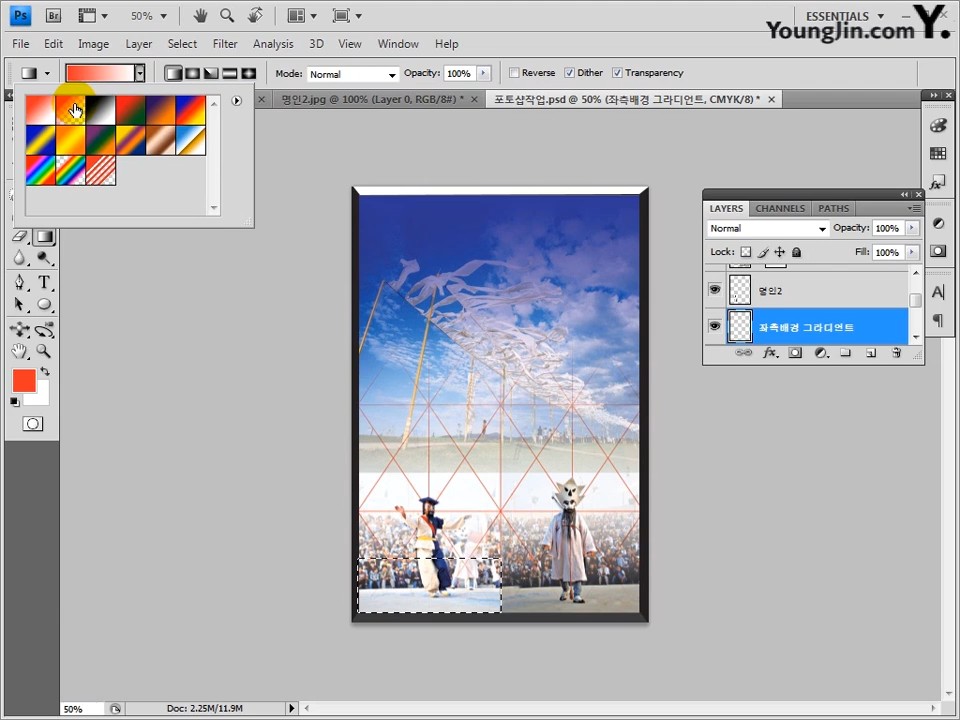 Ps
Br
50%
ESSENTIALS
YoungJin.com Y.
File Edit Image Layer Select Filter Analysis 3D View Window Help
Mode: Normal Opacity: 100% Reverse Dither Transparency
명인2.jpg @ 100% (Layer 0, RGB/8#) *
포토샵작업.psd @ 50% (좌측배경 그라디언트, CMYK/8) *
LAYERS CHANNELS PATHS
Normal Opacity: 100%
Lock: Fill: 100%
명인2
좌측배경 그라디언트
T
A
fx
50% Doc: 2.25M/11.9M